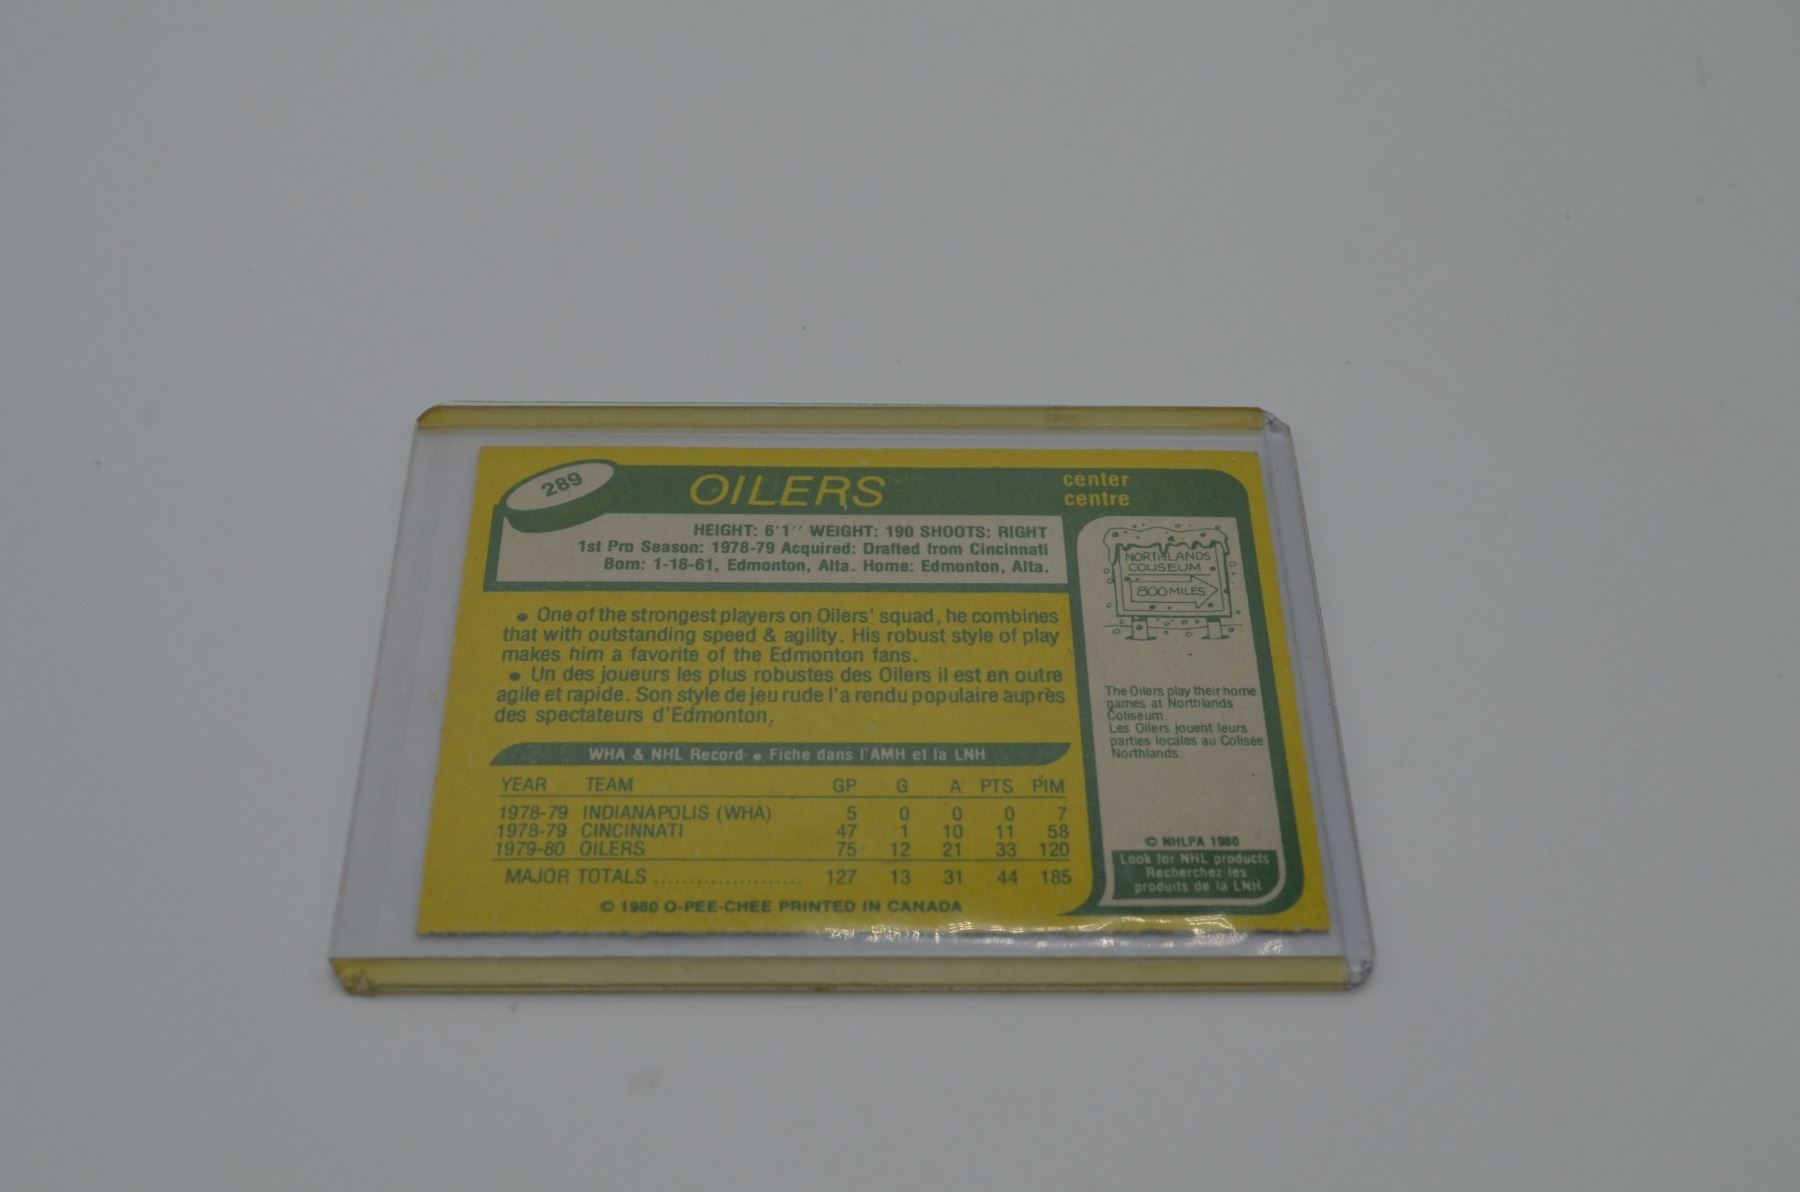 289
OILERS
center
centre
HEIGHT: 6'1'' WEIGHT: 190 SHOOTS: RIGHT
1st Pro Season: 1978-79 Acquired: Drafted from Cincinnati
Born: 1-18-61, Edmonton, Alta. Home: Edmonton, Alta.
• One of the strongest players on Oilers' squad, he combines
that with outstanding speed & agility. His robust style of play
makes him a favorite of the Edmonton fans.
• Un des joueurs les plus robustes des Oilers il est en outre
agile et rapide. Son style de jeu rude l'a rendu populaire auprès
des spectateurs d'Edmonton.
WHA & NHL Record • Fiche dans l'AMH et la LNH
YEAR TEAM GP G A PTS PIM
1978-79 INDIANAPOLIS (WHA) 5 0 0 0 7
1978-79 CINCINNATI 47 1 10 11 58
1979-80 OILERS 75 12 21 33 120
MAJOR TOTALS ...................... 127 13 31 44 185
© 1980 O-PEE-CHEE PRINTED IN CANADA
NORTHLANDS
COLISEUM
800 MILES
The Oilers play their home
games at Northlands
Coliseum.
Les Oilers jouent leurs
parties locales au Colisée
Northlands.
© NHLPA 1980
Look for NHL products
Recherchez les
produits de la LNH